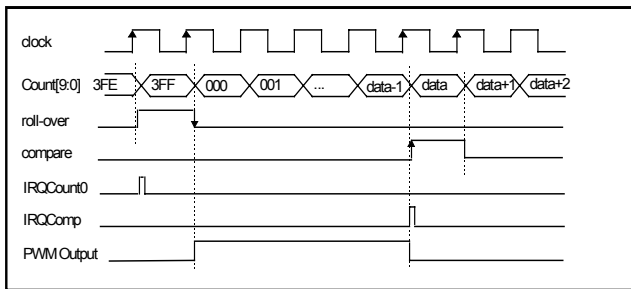 clock
Count[9:0] 3FE 3FF 000 001 ... data-1 data data+1 data+2
roll-over
compare
IRQCount0
IRQComp
PWM Output